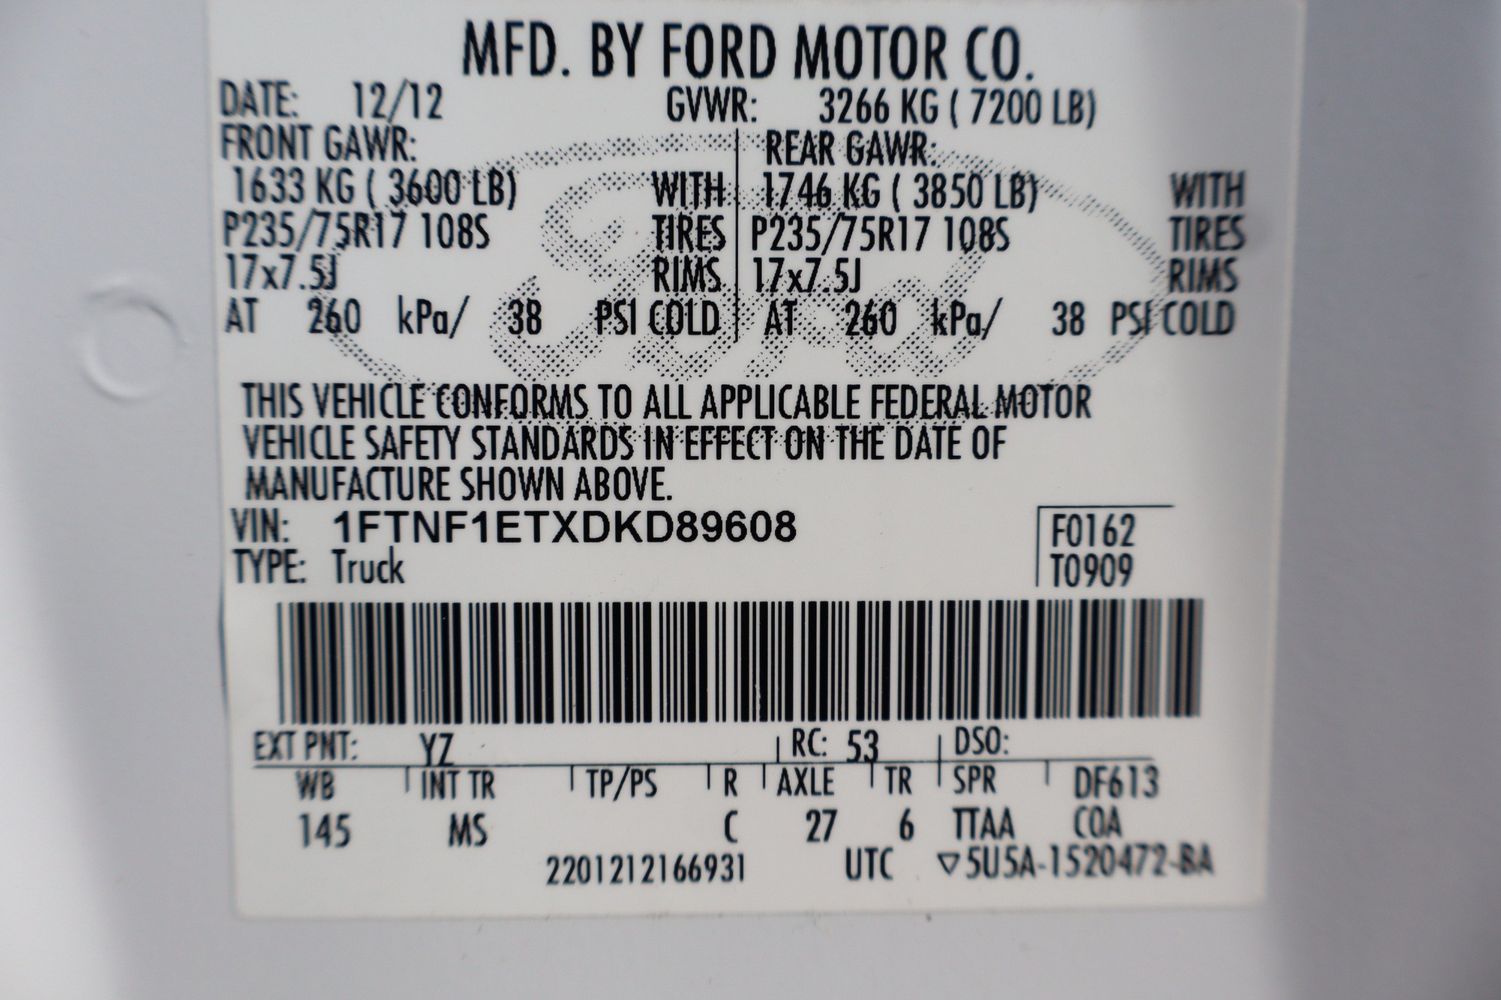 MFD. BY FORD MOTOR CO.
DATE: 12/12 GVWR: 3266 KG ( 7200 LB)
FRONT GAWR: REAR GAWR:
1633 KG ( 3600 LB) WITH 1746 KG ( 3850 LB) WITH
P235/75R17 108S TIRES P235/75R17 108S TIRES
17x7.5J RIMS 17x7.5J RIMS
AT 260 kPa/ 38 PSI COLD AT 260 kPa/ 38 PSI COLD
Ford
THIS VEHICLE CONFORMS TO ALL APPLICABLE FEDERAL MOTOR
VEHICLE SAFETY STANDARDS IN EFFECT ON THE DATE OF
MANUFACTURE SHOWN ABOVE.
VIN: 1FTNF1ETXDKD89608 F0162
TYPE: Truck T0909
EXT PNT: YZ RC: 53 DSO:
WB INT TR TP/PS R AXLE TR SPR DF613
145 MS C 27 6 TTAA COA
2201212166931 UTC ▽5U5A-1520472-BA